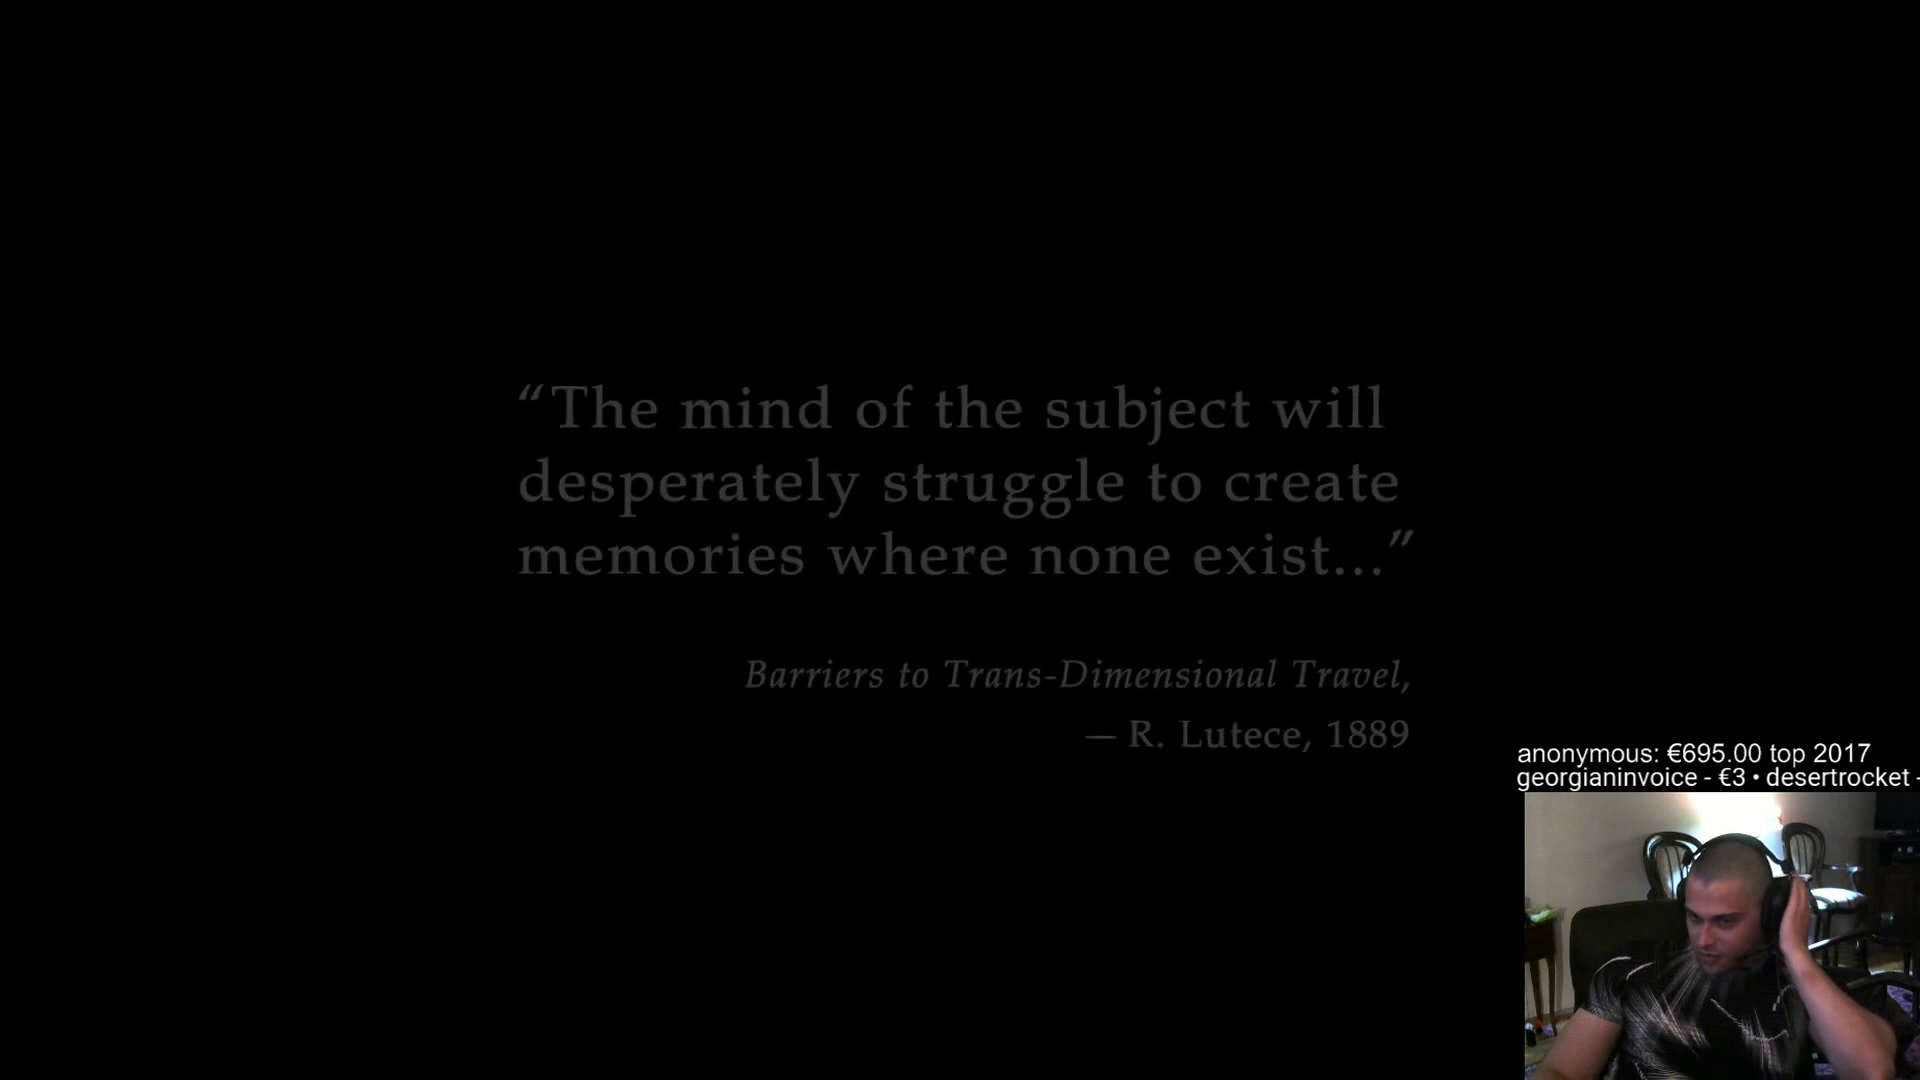 “The mind of the subject will
desperately struggle to create
memories where none exist...”
Barriers to Trans-Dimensional Travel,
— R. Lutece, 1889
anonymous: €695.00 top 2017
georgianinvoice - €3 • desertrocket -